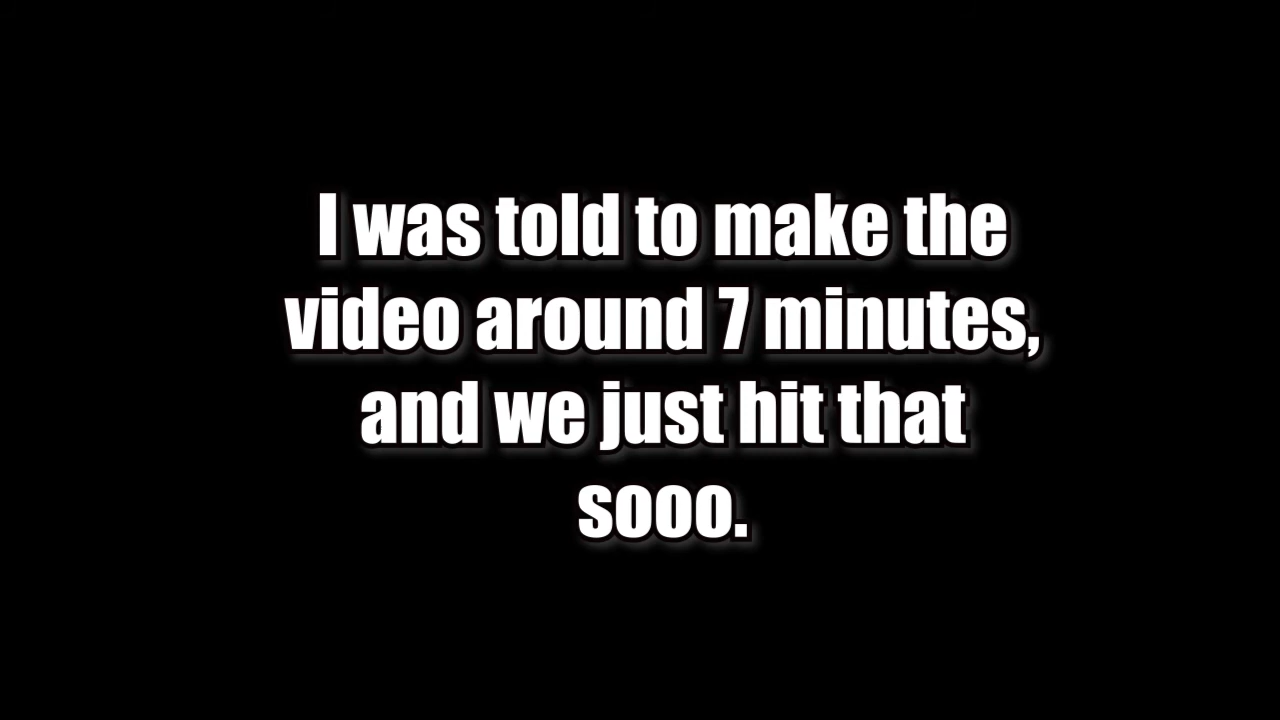 I was told to make the
video around 7 minutes,
and we just hit that
sooo.